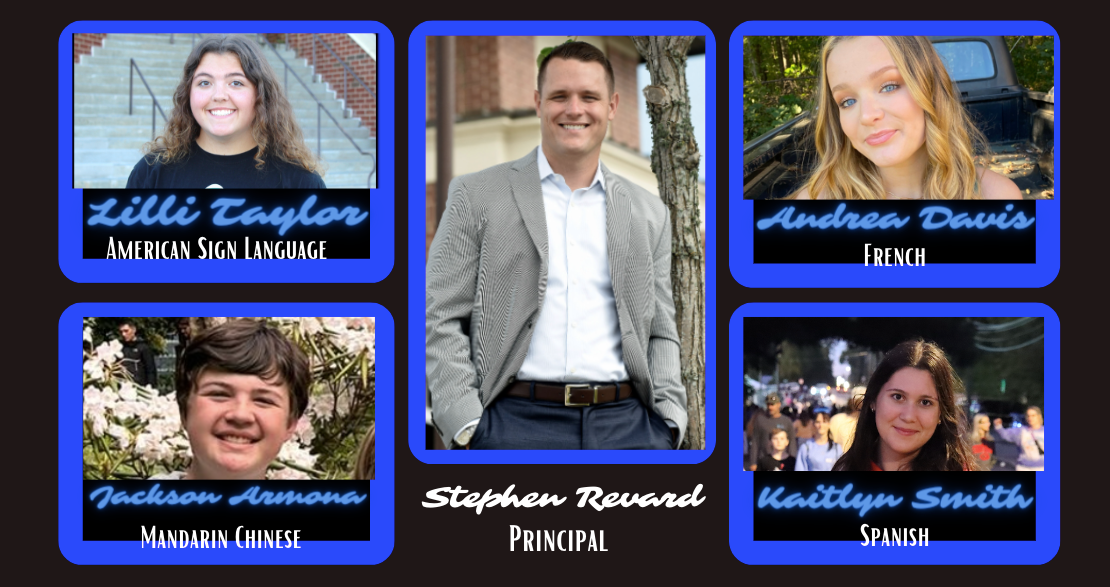 Lilli Taylor
American Sign Language
Andrea Davis
French
Jackson Armona
Mandarin Chinese
Stephen Revard
Principal
Kaitlyn Smith
Spanish